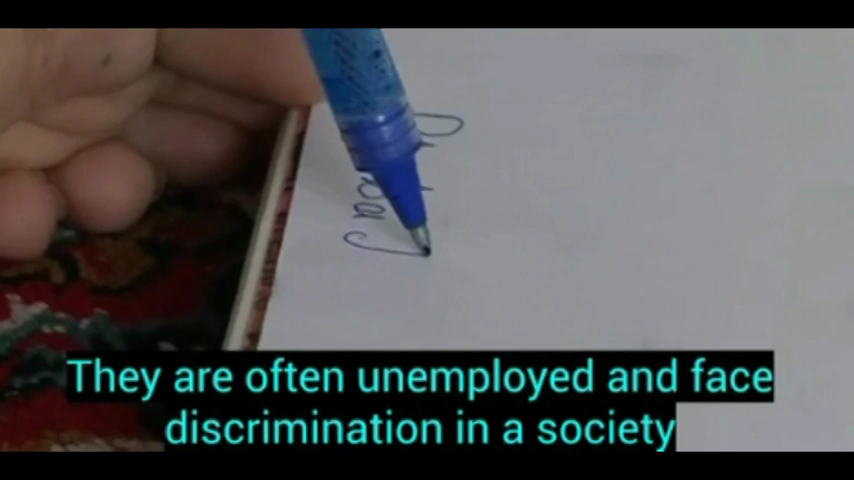 They are often unemployed and face
discrimination in a society